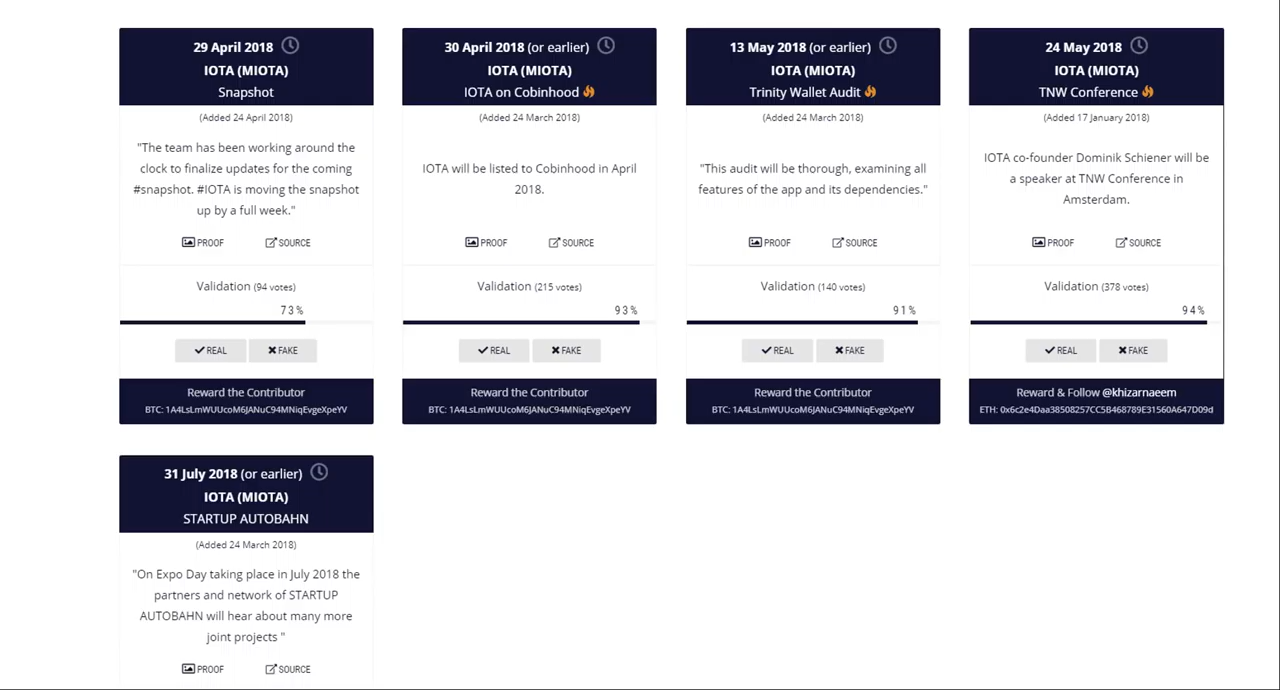 29 April 2018
IOTA (MIOTA)
Snapshot
(Added 24 April 2018)
"The team has been working around the
clock to finalize updates for the coming
#snapshot. #IOTA is moving the snapshot
up by a full week."
PROOF SOURCE
Validation (94 votes)
73%
REAL FAKE
Reward the Contributor
BTC: 1A4LsLmWUUcoM6JANuC94MNiqEvgeXpeYV
30 April 2018 (or earlier)
IOTA (MIOTA)
IOTA on Cobinhood
(Added 24 March 2018)
IOTA will be listed to Cobinhood in April
2018.
PROOF SOURCE
Validation (215 votes)
93%
REAL FAKE
Reward the Contributor
BTC: 1A4LsLmWUUcoM6JANuC94MNiqEvgeXpeYV
13 May 2018 (or earlier)
IOTA (MIOTA)
Trinity Wallet Audit
(Added 24 March 2018)
"This audit will be thorough, examining all
features of the app and its dependencies."
PROOF SOURCE
Validation (140 votes)
91%
REAL FAKE
Reward the Contributor
BTC: 1A4LsLmWUUcoM6JANuC94MNiqEvgeXpeYV
24 May 2018
IOTA (MIOTA)
TNW Conference
(Added 17 January 2018)
IOTA co-founder Dominik Schiener will be
a speaker at TNW Conference in
Amsterdam.
PROOF SOURCE
Validation (378 votes)
94%
REAL FAKE
Reward & Follow @khizarnaeem
ETH: 0x6c2e4Daa38508257CC5B468789E31560A647D09d
31 July 2018 (or earlier)
IOTA (MIOTA)
STARTUP AUTOBAHN
(Added 24 March 2018)
"On Expo Day taking place in July 2018 the
partners and network of STARTUP
AUTOBAHN will hear about many more
joint projects "
PROOF SOURCE